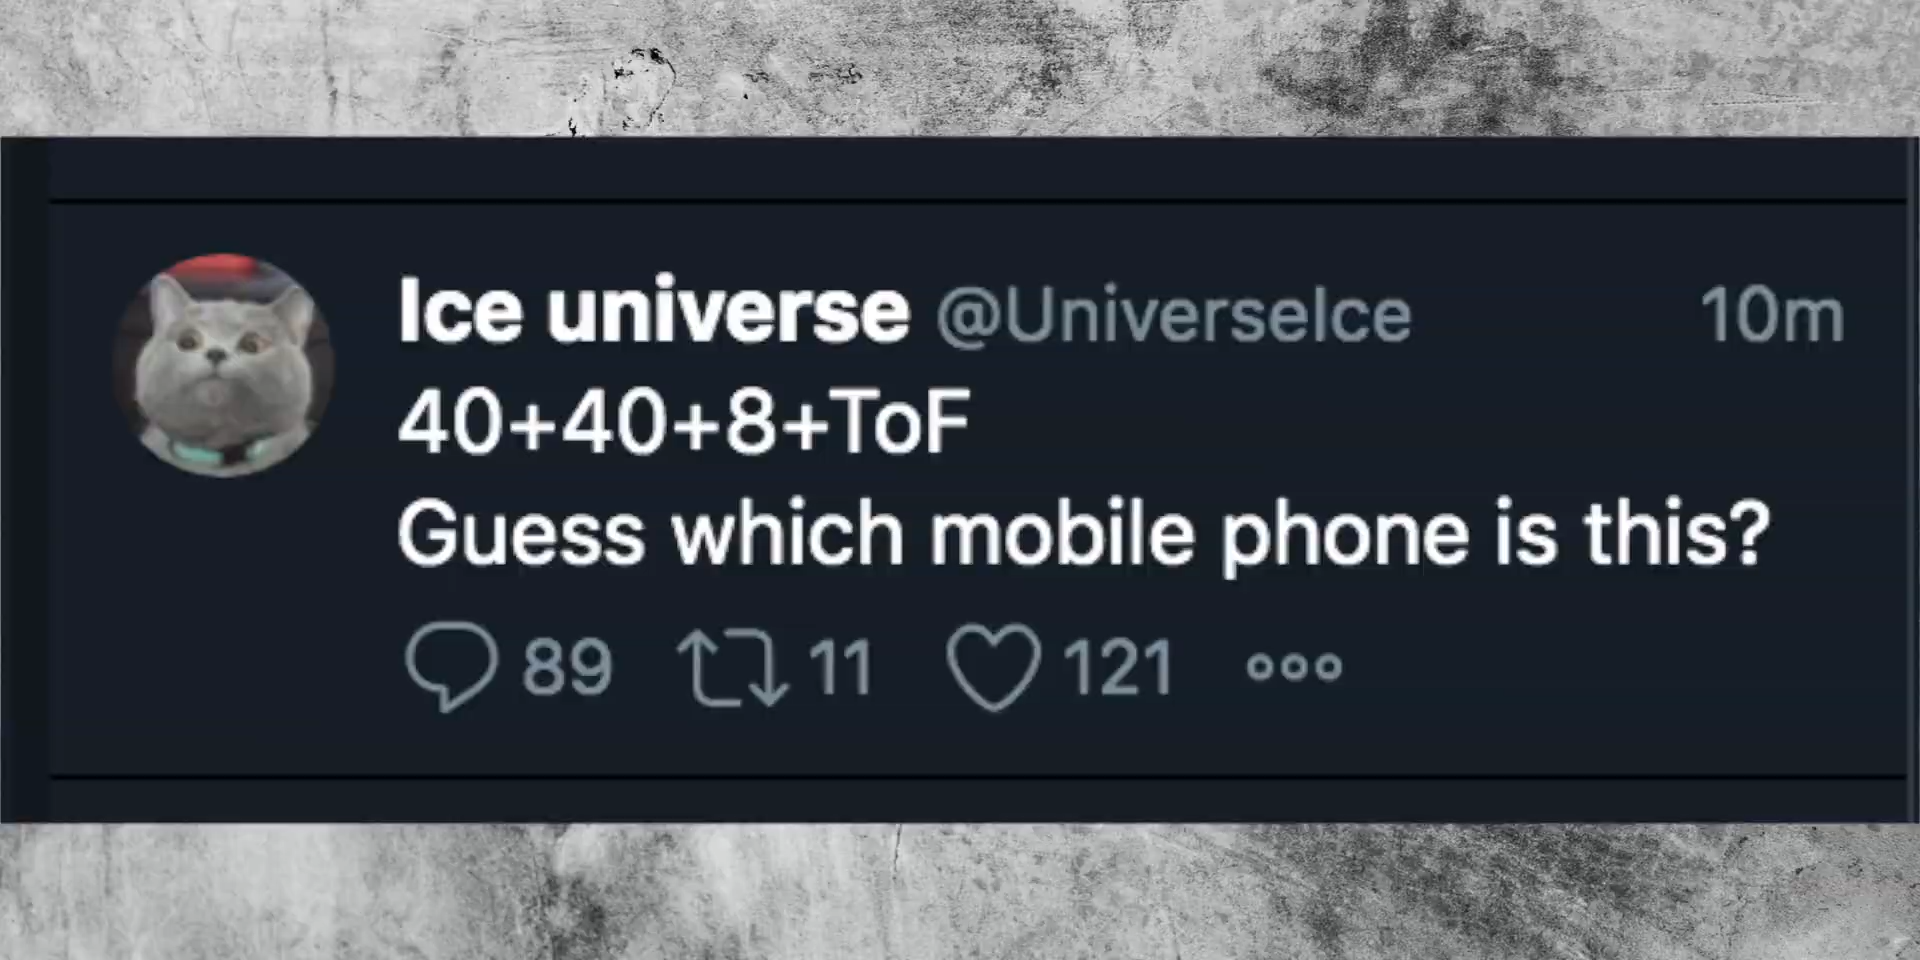 Ice universe @UniverseIce 10m
40+40+8+ToF
Guess which mobile phone is this?
89 11 121